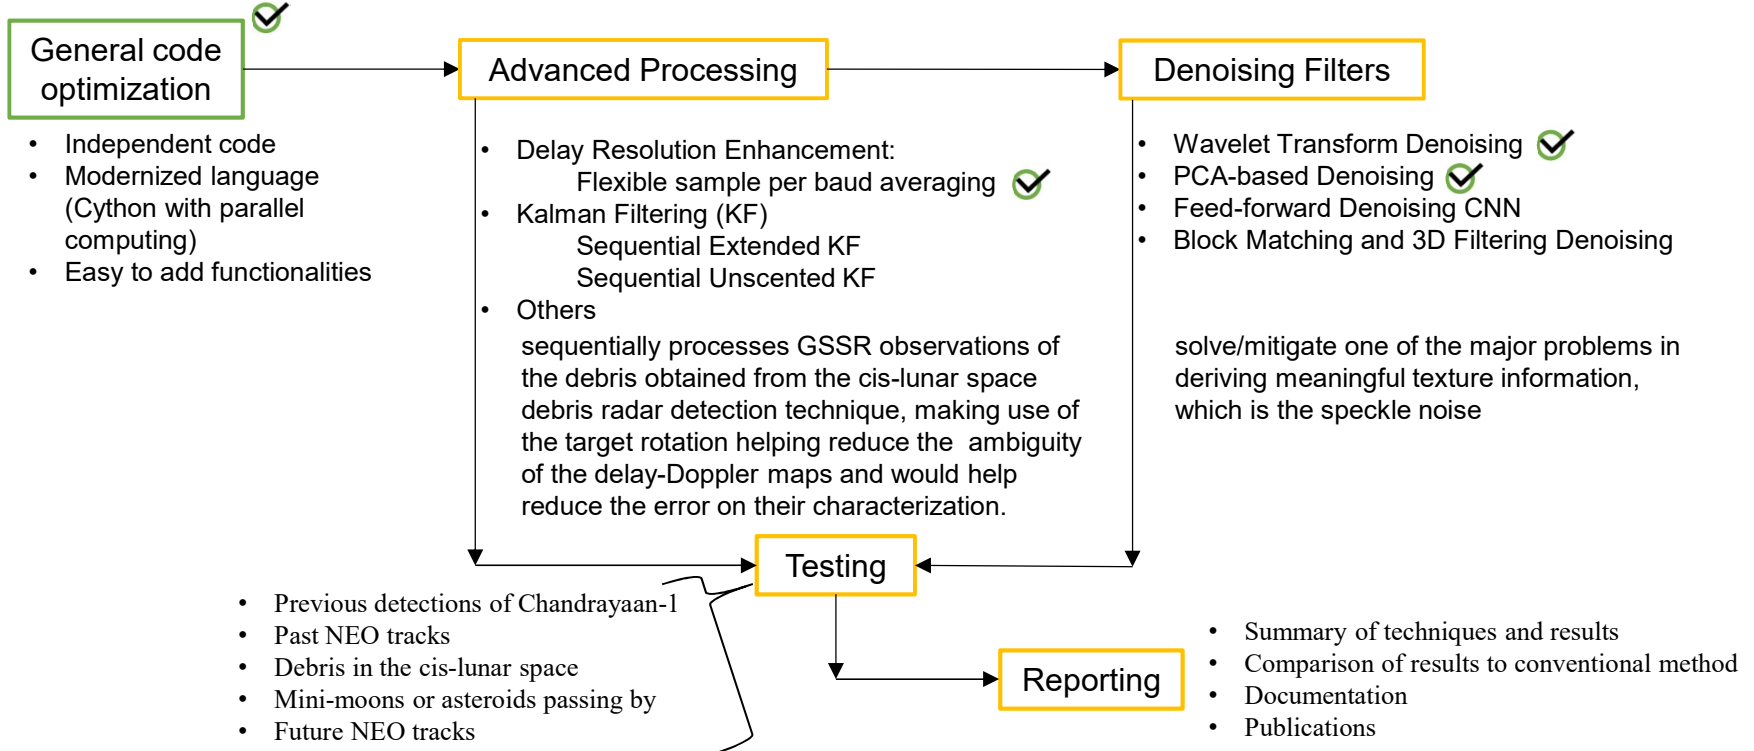 General code
optimization
• Independent code
• Modernized language
(Cython with parallel
computing)
• Easy to add functionalities
Advanced Processing
• Delay Resolution Enhancement:
Flexible sample per baud averaging
• Kalman Filtering (KF)
Sequential Extended KF
Sequential Unscented KF
• Others
sequentially processes GSSR observations of
the debris obtained from the cis-lunar space
debris radar detection technique, making use of
the target rotation helping reduce the ambiguity
of the delay-Doppler maps and would help
reduce the error on their characterization.
Denoising Filters
• Wavelet Transform Denoising
• PCA-based Denoising
• Feed-forward Denoising CNN
• Block Matching and 3D Filtering Denoising
solve/mitigate one of the major problems in
deriving meaningful texture information,
which is the speckle noise
Testing
• Previous detections of Chandrayaan-1
• Past NEO tracks
• Debris in the cis-lunar space
• Mini-moons or asteroids passing by
• Future NEO tracks
Reporting
• Summary of techniques and results
• Comparison of results to conventional method
• Documentation
• Publications